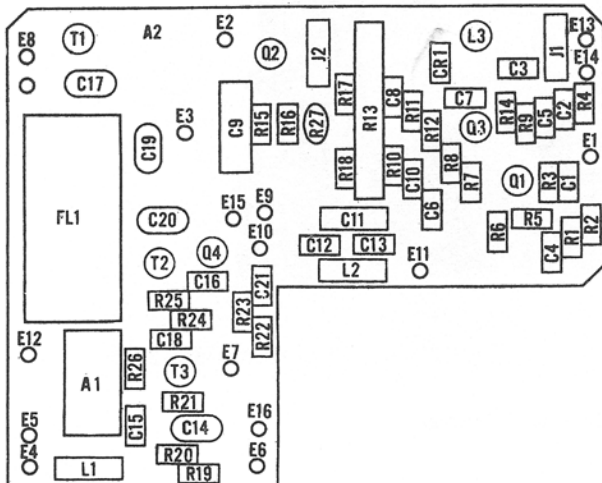 E8
T1
A2
E2
Q2
J2
L3
J1
E13
E14
C17
CR1
C3
R17
R13
C8
R11
C7
R14
R9
C5
C2
R4
E3
C9
R15
R16
R27
R12
Q3
C19
R18
R10
C10
R8
R7
Q1
R3
C1
E1
FL1
C20
E15
E9
C11
C6
R6
R5
R1
R2
C4
T2
Q4
E10
C12
C13
L2
E11
C16
C21
R25
R24
R23
R22
C18
E12
A1
R26
T3
E7
R21
C15
C14
E16
E5
E4
L1
R20
R19
E6